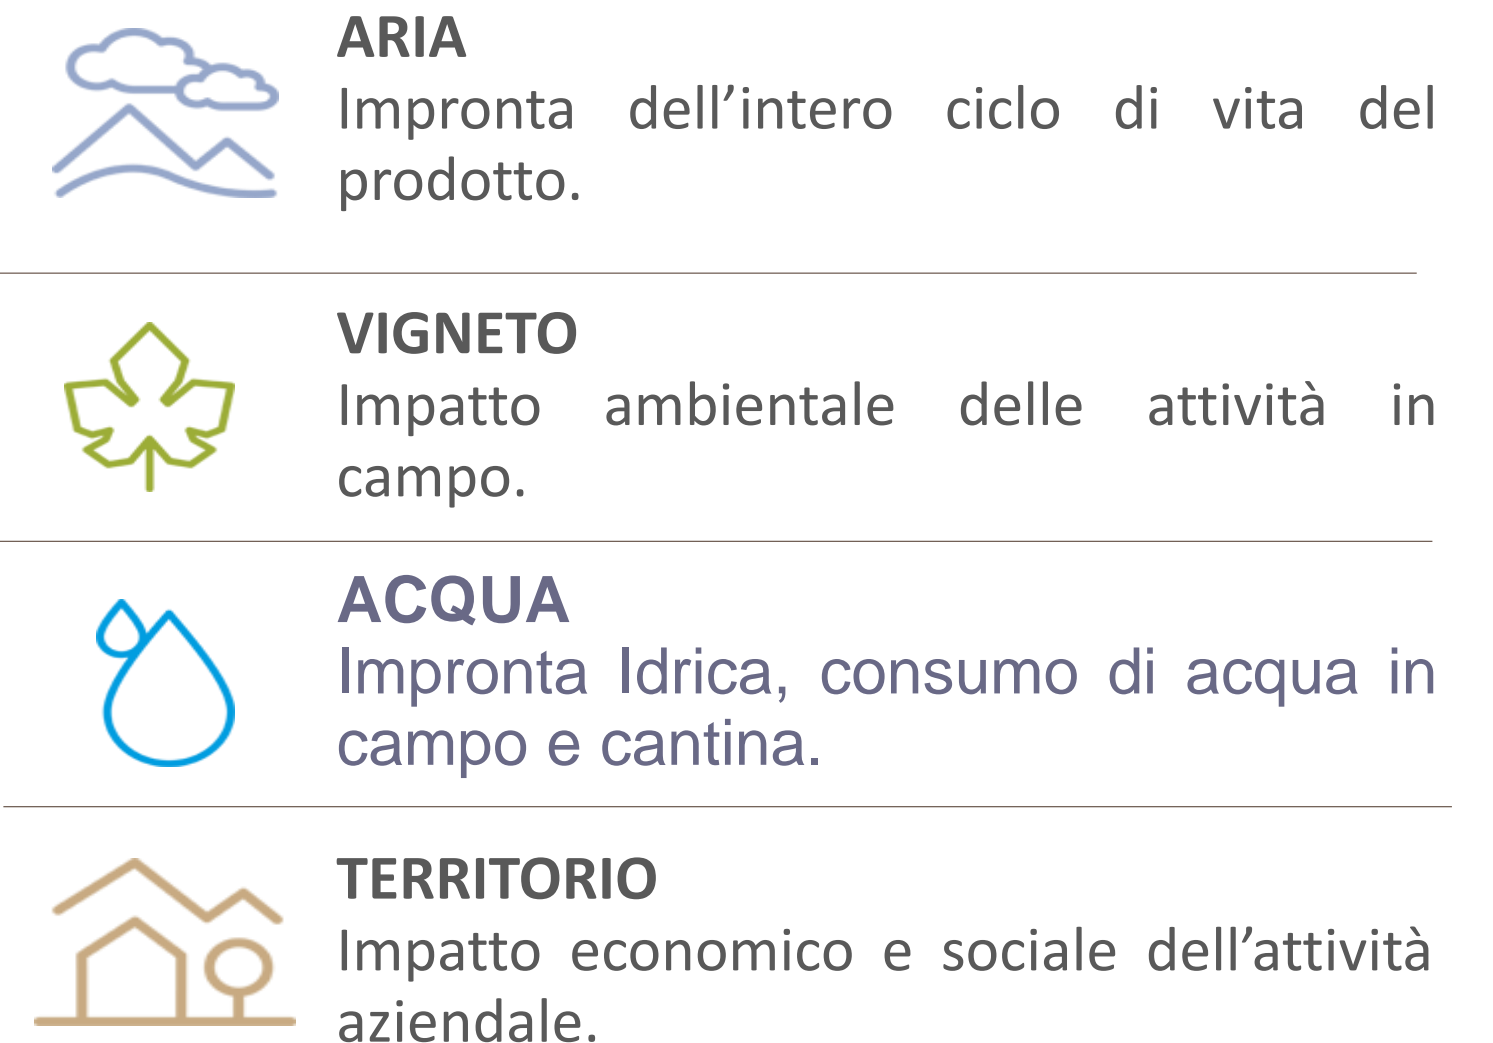 ARIA
Impronta dell’intero ciclo di vita del
prodotto.
VIGNETO
Impatto ambientale delle attività in
campo.
ACQUA
Impronta Idrica, consumo di acqua in
campo e cantina.
TERRITORIO
Impatto economico e sociale dell’attività
aziendale.